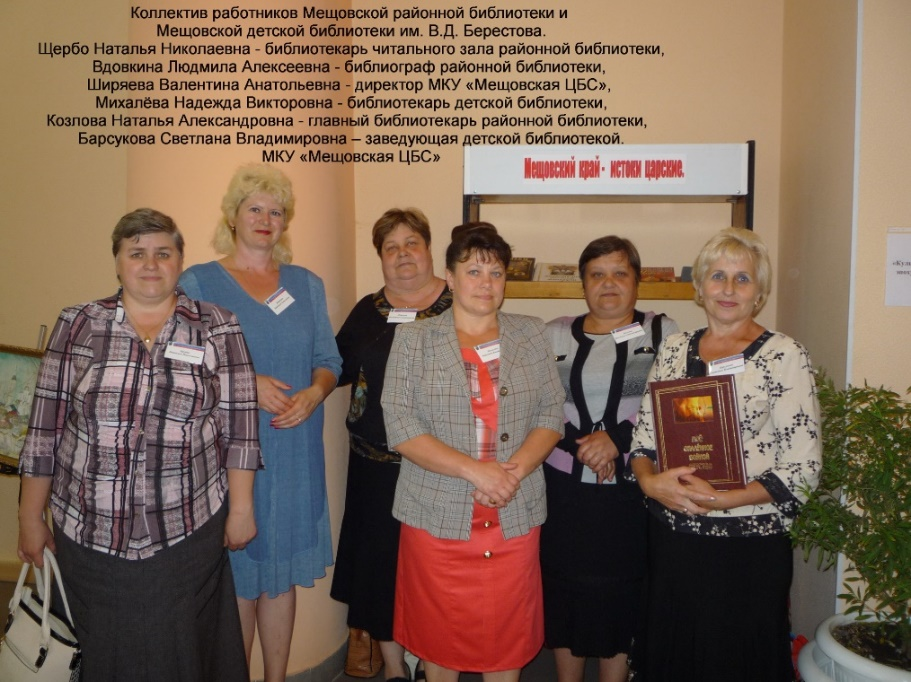 Коллектив работников Мещовской районной библиотеки и
Мещовской детской библиотеки им. В.Д. Берестова.
Щербо Наталья Николаевна - библиотекарь читального зала районной библиотеки,
Вдовкина Людмила Алексеевна - библиограф районной библиотеки,
Ширяева Валентина Анатольевна - директор МКУ «Мещовская ЦБС»,
Михалёва Надежда Викторовна - библиотекарь детской библиотеки,
Козлова Наталья Александровна - главный библиотекарь районной библиотеки,
Барсукова Светлана Владимировна – заведующая детской библиотекой.
МКУ «Мещовская ЦБС»
Мещовский край - истоки царские.